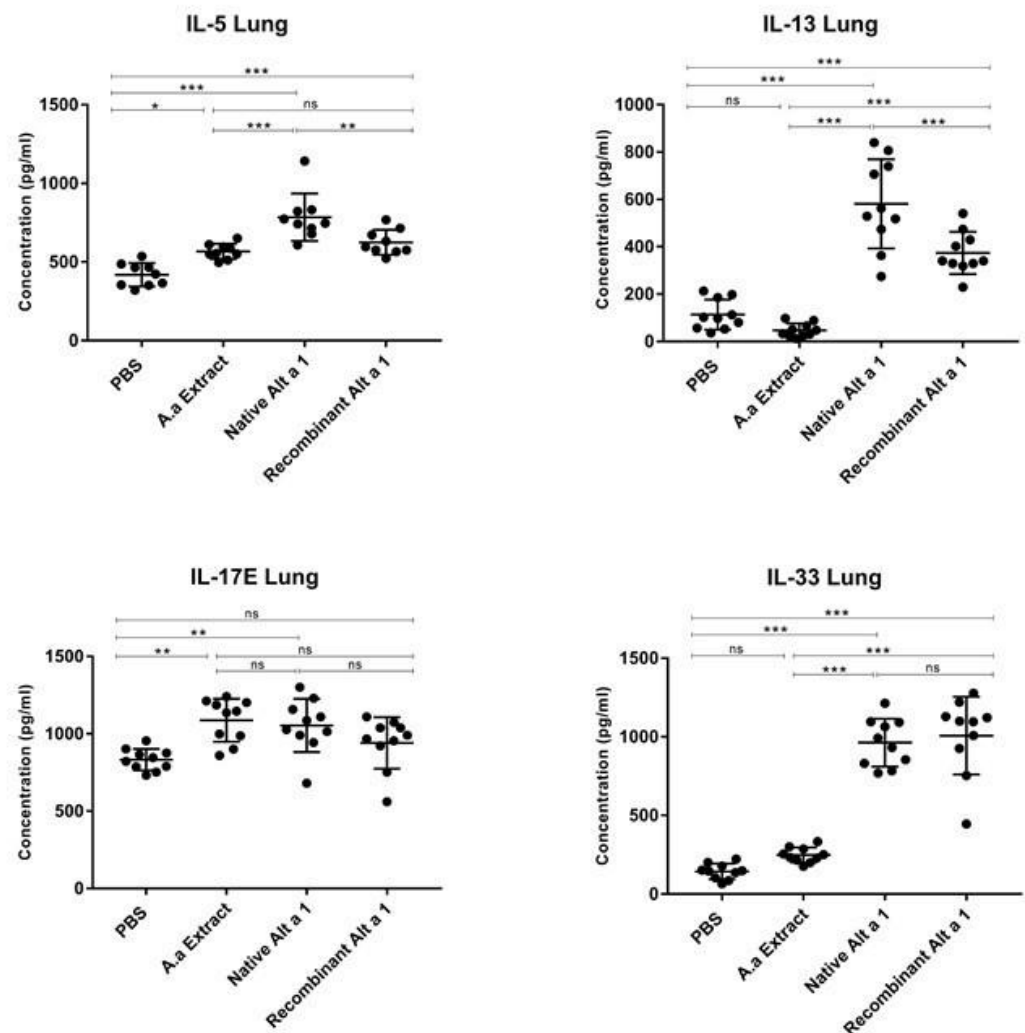 IL-5 Lung
***
***
* ns
*** **
1500
1000
500
0
Concentration (pg/ml)
PBS
A.a Extract
Native Alt a 1
Recombinant Alt a 1
IL-13 Lung
***
***
ns ***
*** ***
1000
800
600
400
200
0
Concentration (pg/ml)
PBS
A.a Extract
Native Alt a 1
Recombinant Alt a 1
IL-17E Lung
ns
**
** ns
ns ns
1500
1000
500
0
Concentration (pg/ml)
PBS
A.a Extract
Native Alt a 1
Recombinant Alt a 1
IL-33 Lung
***
***
ns ***
*** ns
1500
1000
500
0
Concentration (pg/ml)
PBS
A.a Extract
Native Alt a 1
Recombinant Alt a 1